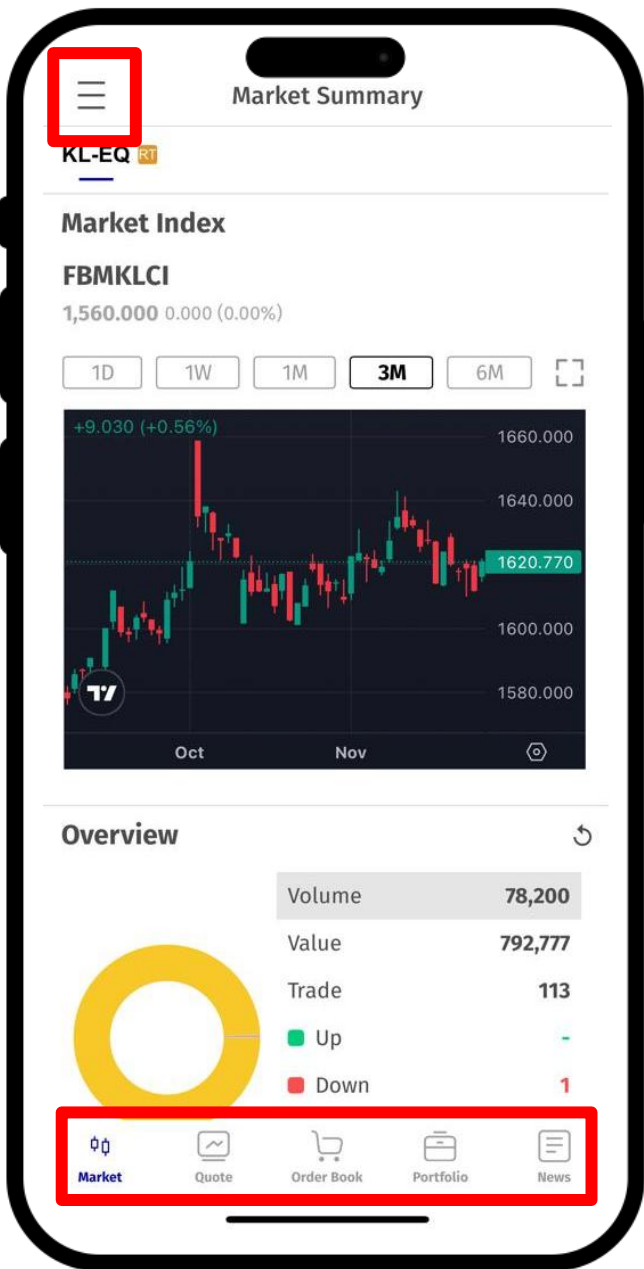 Market Summary
KL-EQ RT
Market Index
FBMKLCI
1,560.000 0.000 (0.00%)
1D 1W 1M 3M 6M
+9.030 (+0.56%)
1660.000
1640.000
1620.770
1600.000
1580.000
Oct Nov
Overview
Volume 78,200
Value 792,777
Trade 113
Up -
Down 1
Market Quote Order Book Portfolio News